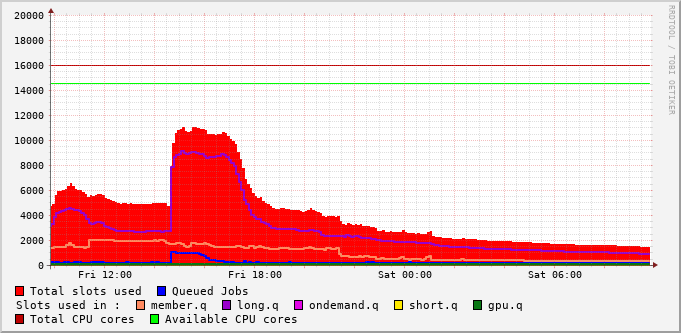 20000
18000
16000
14000
12000
10000
8000
6000
4000
2000
0
Fri 12:00 Fri 18:00 Sat 00:00 Sat 06:00
RRDTOOL / TOBI OETIKER
Total slots used Queued Jobs
Slots used in : member.q long.q ondemand.q short.q gpu.q
Total CPU cores Available CPU cores